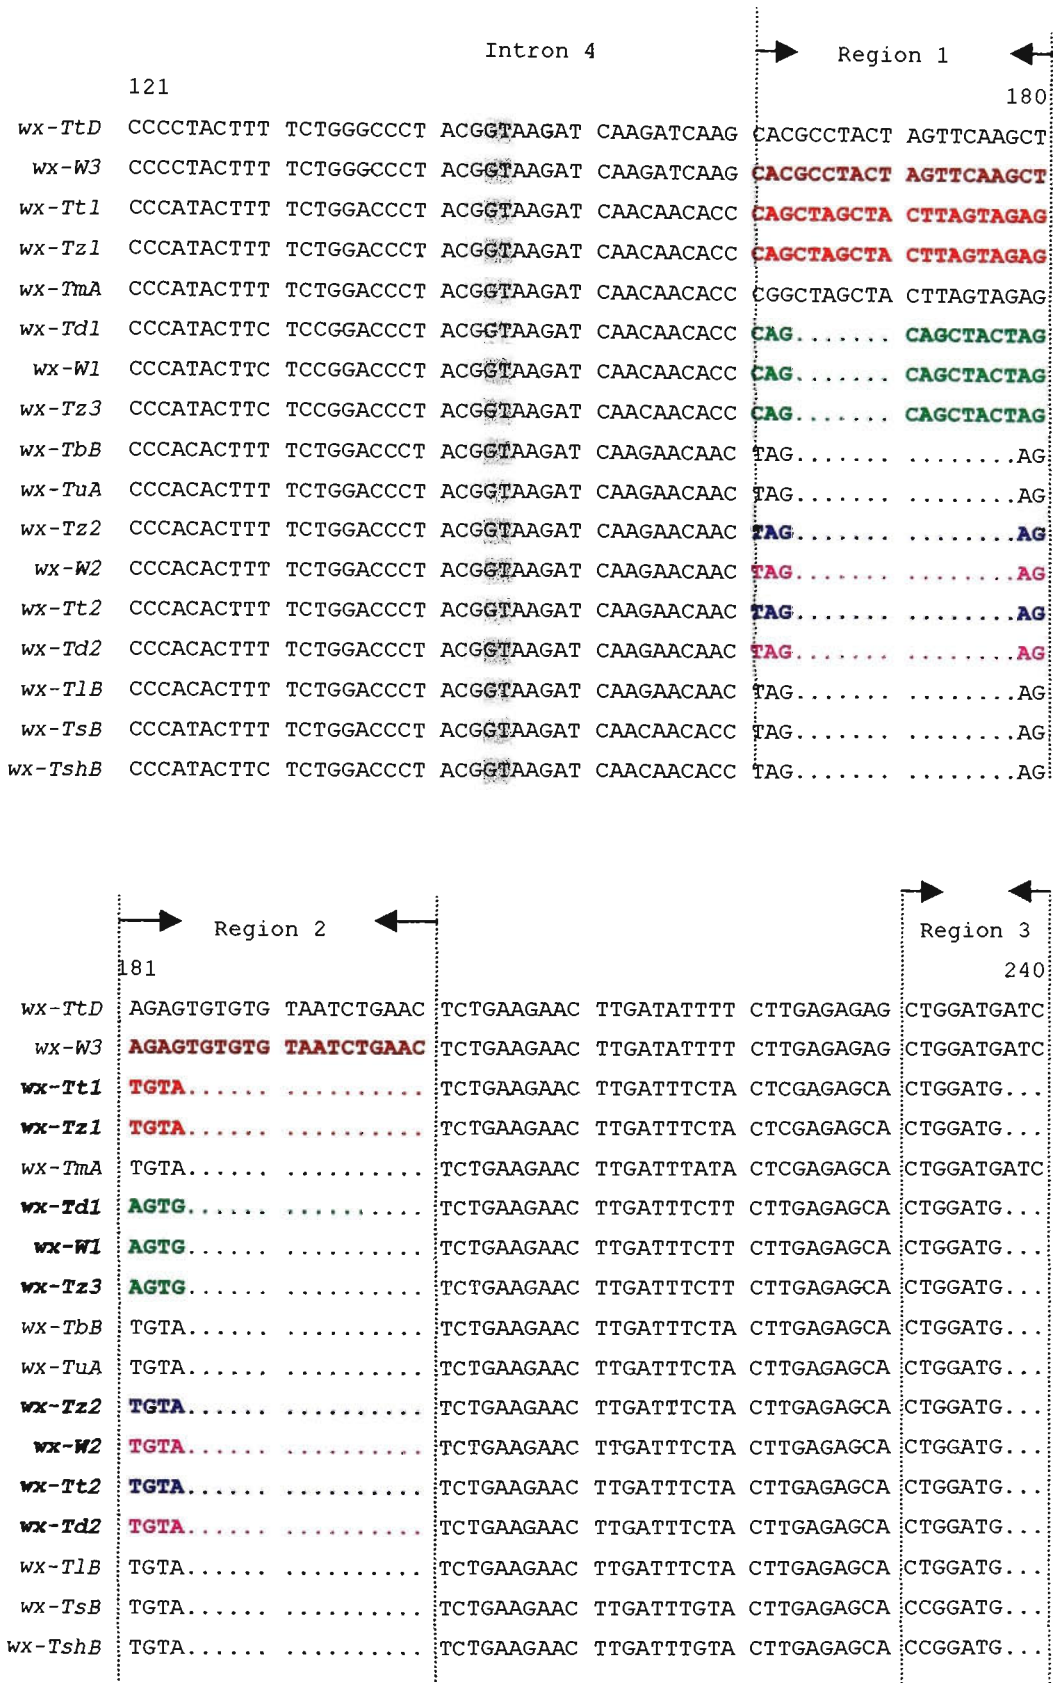 Intron 4 Region 1
121 180
wx-TtD CCCCTACTTT TCTGGGCCCT ACGGTAAGAT CAAGATCAAG CACGCCTACT AGTTCAAGCT
wx-W3 CCCCTACTTT TCTGGGCCCT ACGGTAAGAT CAAGATCAAG CACGCCTACT AGTTCAAGCT
wx-Tt1 CCCATACTTT TCTGGACCCT ACGGTAAGAT CAACAACACC CAGCTAGCTA CTTAGTAGAG
wx-Tz1 CCCATACTTT TCTGGACCCT ACGGTAAGAT CAACAACACC CAGCTAGCTA CTTAGTAGAG
wx-TmA CCCATACTTT TCTGGACCCT ACGGTAAGAT CAACAACACC CGGCTAGCTA CTTAGTAGAG
wx-Td1 CCCATACTTC TCCGGACCCT ACGGTAAGAT CAACAACACC CAG....... CAGCTACTAG
wx-W1 CCCATACTTC TCCGGACCCT ACGGTAAGAT CAACAACACC CAG....... CAGCTACTAG
wx-Tz3 CCCATACTTC TCCGGACCCT ACGGTAAGAT CAACAACACC CAG....... CAGCTACTAG
wx-TbB CCCACACTTT TCTGGACCCT ACGGTAAGAT CAAGAACAAC TAG....... ........AG
wx-TuA CCCACACTTT TCTGGACCCT ACGGTAAGAT CAAGAACAAC TAG....... ........AG
wx-Tz2 CCCACACTTT TCTGGACCCT ACGGTAAGAT CAAGAACAAC TAG....... ........AG
wx-W2 CCCACACTTT TCTGGACCCT ACGGTAAGAT CAAGAACAAC TAG....... ........AG
wx-Tt2 CCCACACTTT TCTGGACCCT ACGGTAAGAT CAAGAACAAC TAG....... ........AG
wx-Td2 CCCACACTTT TCTGGACCCT ACGGTAAGAT CAAGAACAAC TAG....... ........AG
wx-TlB CCCACACTTT TCTGGACCCT ACGGTAAGAT CAAGAACAAC TAG....... ........AG
wx-TsB CCCATACTTT TCTGGACCCT ACGGTAAGAT CAACAACACC TAG....... ........AG
wx-TshB CCCATACTTC TCTGGACCCT ACGGTAAGAT CAACAACACC TAG....... ........AG
Region 2 Region 3
181 240
wx-TtD AGAGTGTGTG TAATCTGAAC TCTGAAGAAC TTGATATTTT CTTGAGAGAG CTGGATGATC
wx-W3 AGAGTGTGTG TAATCTGAAC TCTGAAGAAC TTGATATTTT CTTGAGAGAG CTGGATGATC
wx-Tt1 TGTA...... .......... TCTGAAGAAC TTGATTTCTA CTCGAGAGCA CTGGATG...
wx-Tz1 TGTA...... .......... TCTGAAGAAC TTGATTTCTA CTCGAGAGCA CTGGATG...
wx-TmA TGTA...... .......... TCTGAAGAAC TTGATTTATA CTCGAGAGCA CTGGATGATC
wx-Td1 AGTG...... .......... TCTGAAGAAC TTGATTTCTT CTTGAGAGCA CTGGATG...
wx-W1 AGTG...... .......... TCTGAAGAAC TTGATTTCTT CTTGAGAGCA CTGGATG...
wx-Tz3 AGTG...... .......... TCTGAAGAAC TTGATTTCTT CTTGAGAGCA CTGGATG...
wx-TbB TGTA...... .......... TCTGAAGAAC TTGATTTCTA CTTGAGAGCA CTGGATG...
wx-TuA TGTA...... .......... TCTGAAGAAC TTGATTTCTA CTTGAGAGCA CTGGATG...
wx-Tz2 TGTA...... .......... TCTGAAGAAC TTGATTTCTA CTTGAGAGCA CTGGATG...
wx-W2 TGTA...... .......... TCTGAAGAAC TTGATTTCTA CTTGAGAGCA CTGGATG...
wx-Tt2 TGTA...... .......... TCTGAAGAAC TTGATTTCTA CTTGAGAGCA CTGGATG...
wx-Td2 TGTA...... .......... TCTGAAGAAC TTGATTTCTA CTTGAGAGCA CTGGATG...
wx-TlB TGTA...... .......... TCTGAAGAAC TTGATTTCTA CTTGAGAGCA CTGGATG...
wx-TsB TGTA...... .......... TCTGAAGAAC TTGATTTGTA CTTGAGAGCA CCGGATG...
wx-TshB TGTA...... .......... TCTGAAGAAC TTGATTTGTA CTTGAGAGCA CCGGATG...